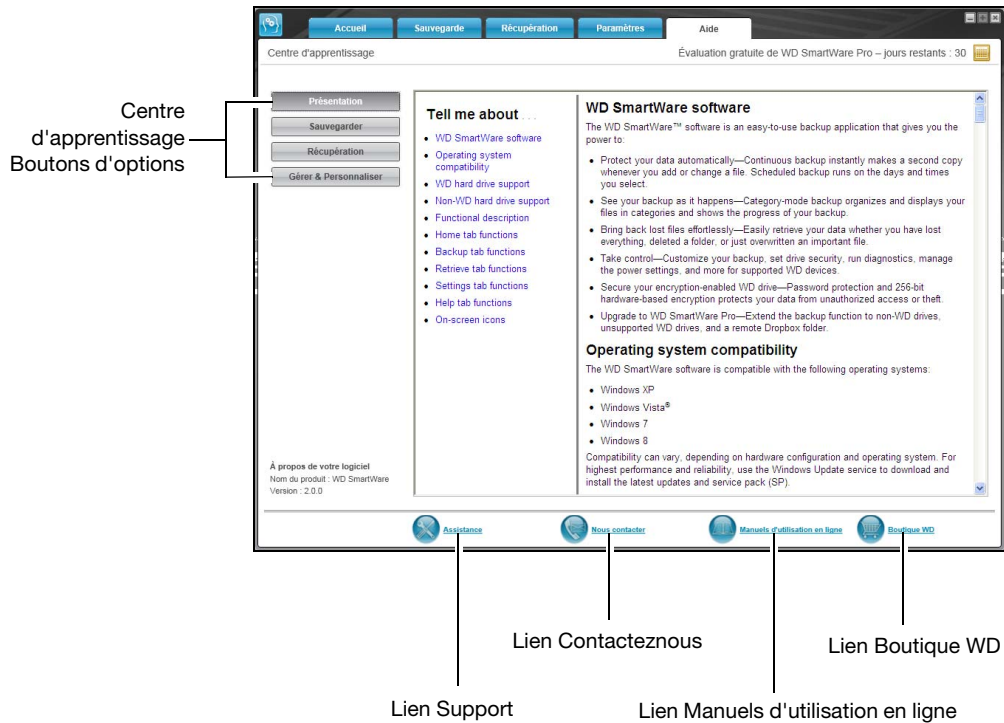 Accueil
Sauvegarde
Récupération
Paramètres
Aide
Centre d'apprentissage
Évaluation gratuite de WD SmartWare Pro – jours restants : 30
Centre
d'apprentissage
Boutons d'options
Présentation
Sauvegarder
Récupération
Gérer & Personnaliser
À propos de votre logiciel
Nom du produit : WD SmartWare
Version : 2.0.0
Tell me about . . .
• WD SmartWare software
• Operating system
compatibility
• WD hard drive support
• Non-WD hard drive support
• Functional description
• Home tab functions
• Backup tab functions
• Retrieve tab functions
• Settings tab functions
• Help tab functions
• On-screen icons
WD SmartWare software
The WD SmartWare™ software is an easy-to-use backup application that gives you the
power to:
• Protect your data automatically—Continuous backup instantly makes a second copy
whenever you add or change a file. Scheduled backup runs on the days and times
you select.
• See your backup as it happens—Category-mode backup organizes and displays your
files in categories and shows the progress of your backup.
• Bring back lost files effortlessly—Easily retrieve your data whether you have lost
everything, deleted a folder, or just overwritten an important file.
• Take control—Customize your backup, set drive security, run diagnostics, manage
the power settings, and more for supported WD devices.
• Secure your encryption-enabled WD drive—Password protection and 256-bit
hardware-based encryption protects your data from unauthorized access or theft.
• Upgrade to WD SmartWare Pro—Extend the backup function to non-WD drives,
unsupported WD drives, and a remote Dropbox folder.
Operating system compatibility
The WD SmartWare software is compatible with the following operating systems:
• Windows XP
• Windows Vista®
• Windows 7
• Windows 8
Compatibility can vary, depending on hardware configuration and operating system. For
highest performance and reliability, use the Windows Update service to download and
install the latest updates and service pack (SP).
Assistance
Nous contacter
Manuels d'utilisation en ligne
Boutique WD
Lien Contacteznous
Lien Boutique WD
Lien Support
Lien Manuels d'utilisation en ligne